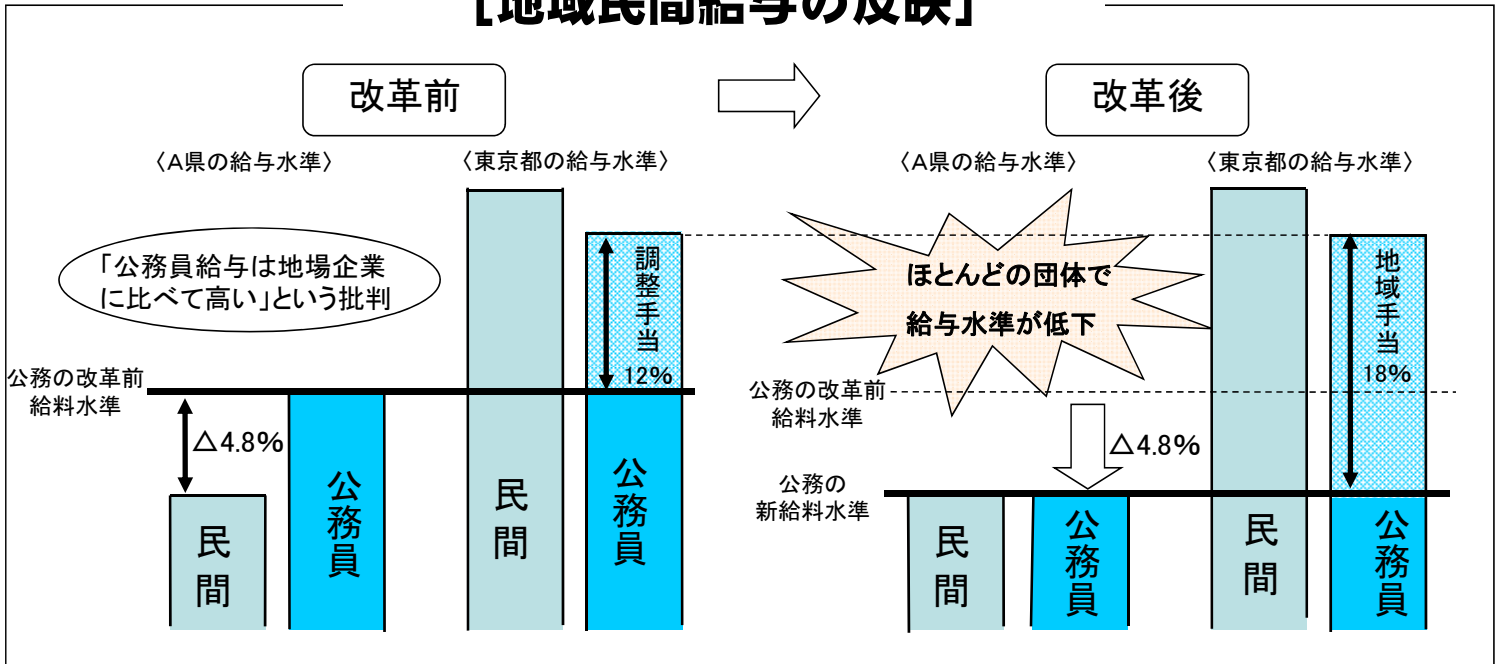 [地域民間給与の反映]
改革前
改革後
〈A県の給与水準〉
〈東京都の給与水準〉
「公務員給与は地場企業
に比べて高い」という批判
調整手当
12%
公務の改革前
給料水準
△4.8%
民間
公務員
民間
公務員
〈A県の給与水準〉
〈東京都の給与水準〉
ほとんどの団体で
給与水準が低下
地域手当
18%
公務の改革前
給料水準
△4.8%
公務の
新給料水準
民間
公務員
民間
公務員